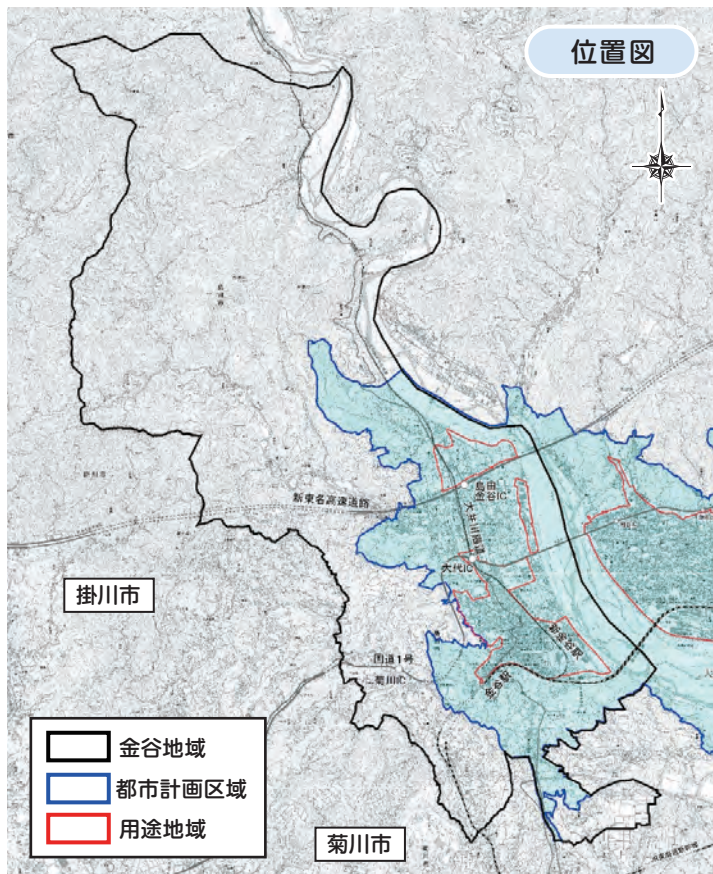 位置図
新東名高速道路
島田
金谷IC
大井川鐵道
大代IC
新金谷駅
金谷駅
国道1号
菊川IC
掛川市
菊川市
金谷地域
都市計画区域
用途地域